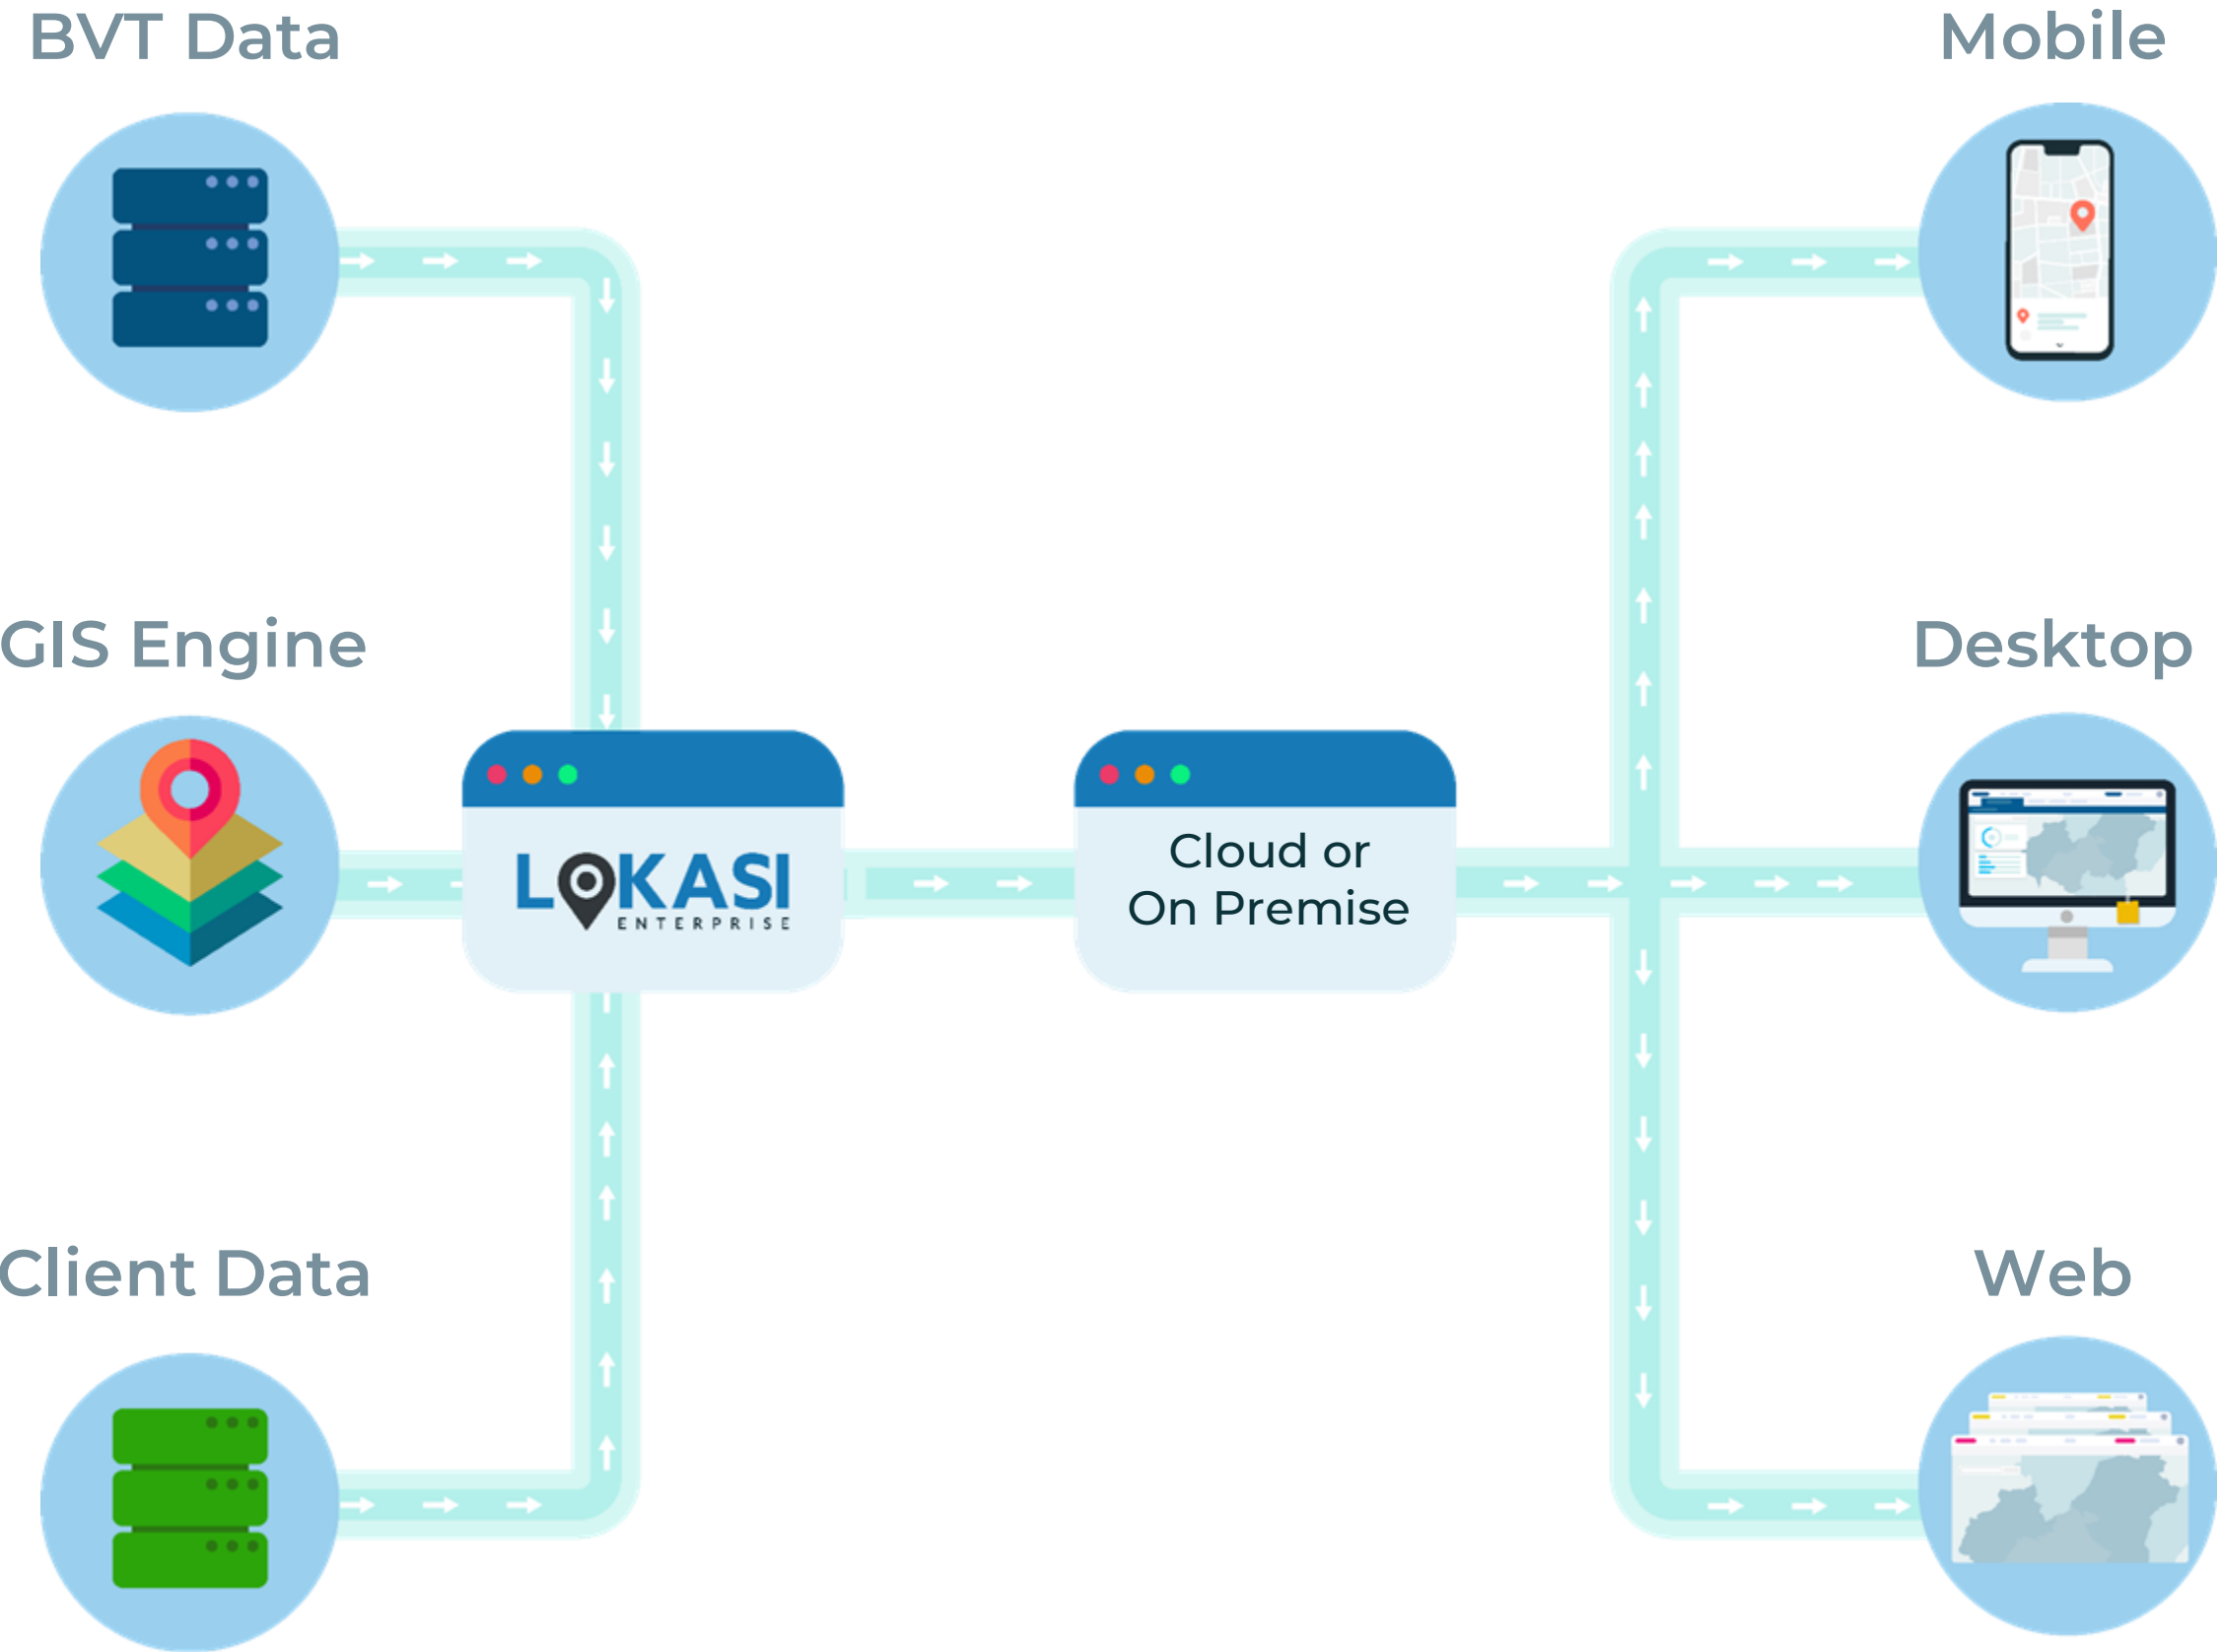 BVT Data
Mobile
GIS Engine
Desktop
LOKASI
ENTERPRISE
Cloud or
On Premise
Client Data
Web